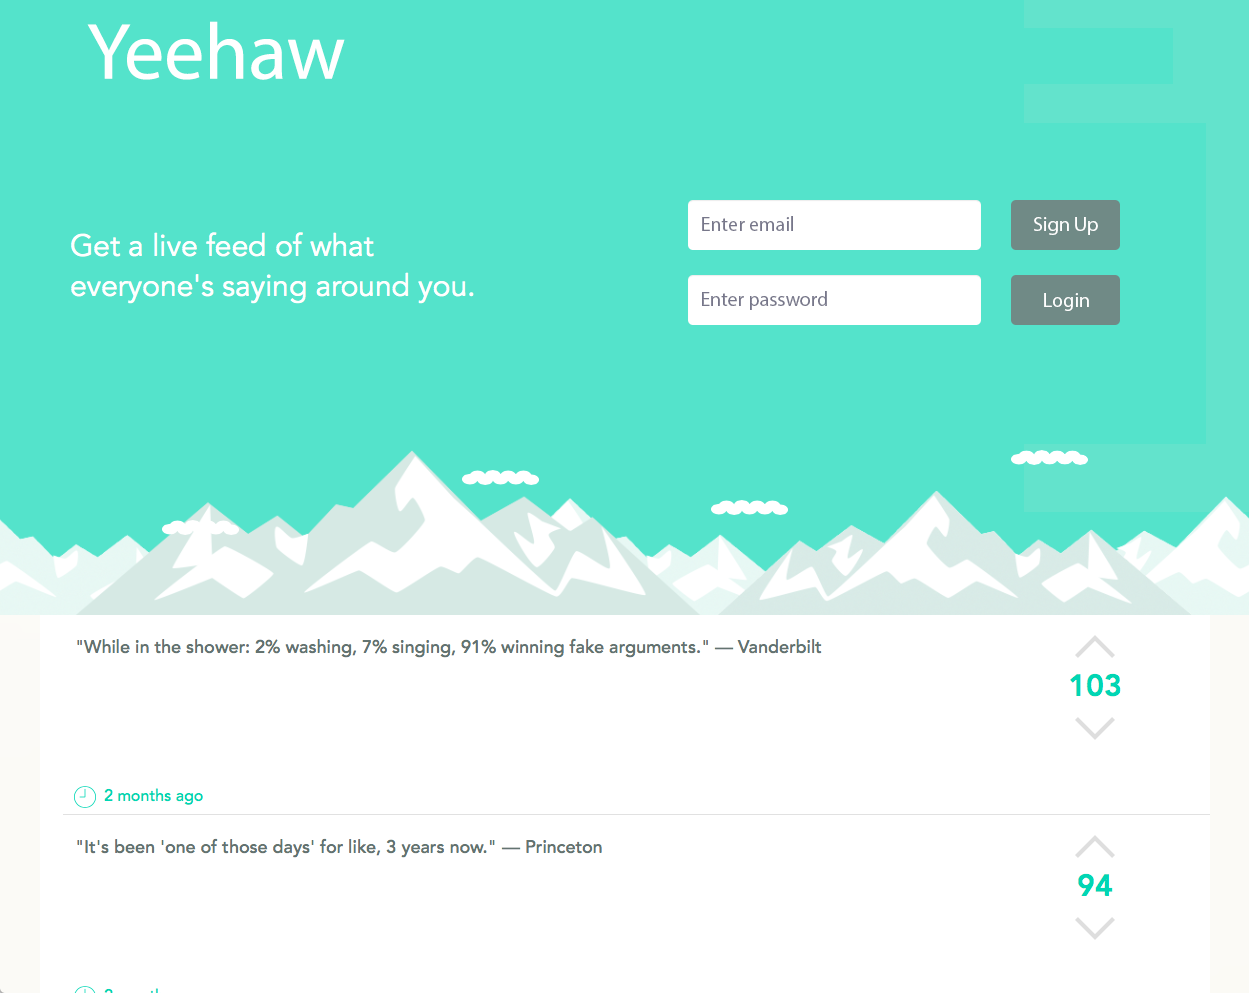 Yeehaw
Get a live feed of what
everyone's saying around you.
Enter email
Sign Up
Enter password
Login
"While in the shower: 2% washing, 7% singing, 91% winning fake arguments." — Vanderbilt
103
2 months ago
"It's been 'one of those days' for like, 3 years now." — Princeton
94